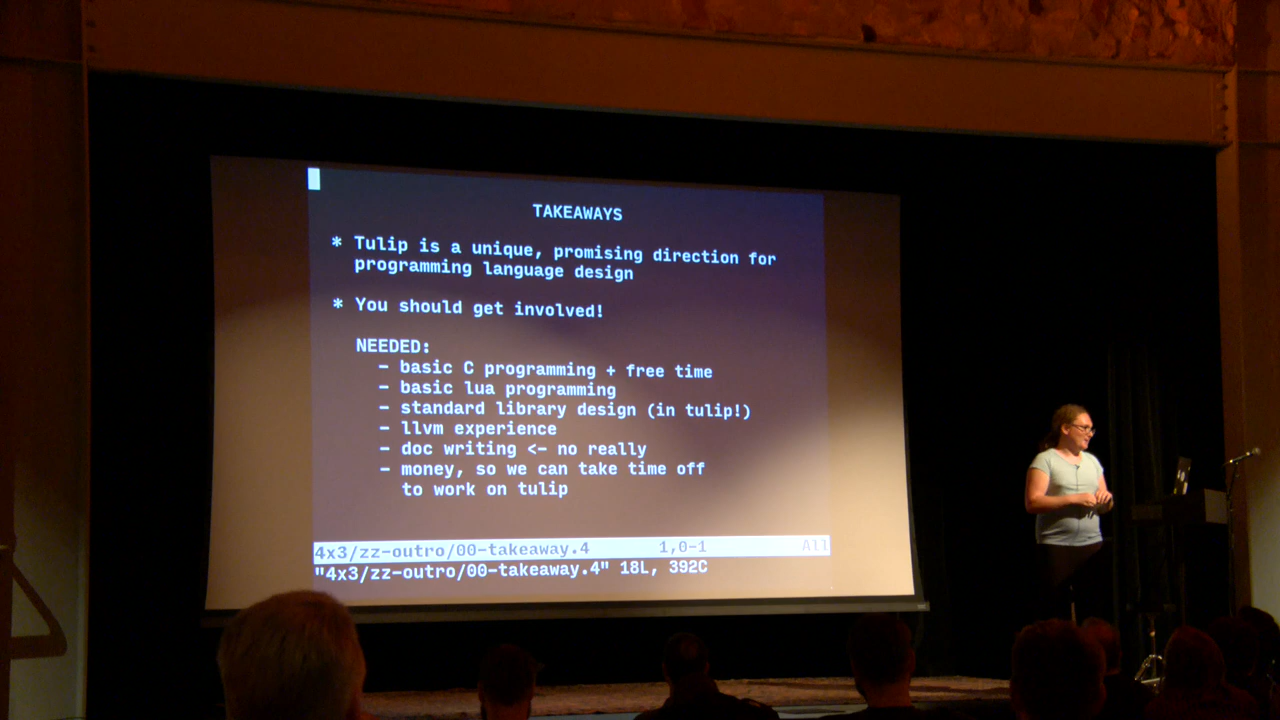 TAKEAWAYS
* Tulip is a unique, promising direction for
programming language design
* You should get involved!
NEEDED:
- basic C programming + free time
- basic lua programming
- standard library design (in tulip!)
- llvm experience
- doc writing <- no really
- money, so we can take time off
to work on tulip
4x3/zz-outro/00-takeaway.4 1,0-1 All
"4x3/zz-outro/00-takeaway.4" 18L, 392C